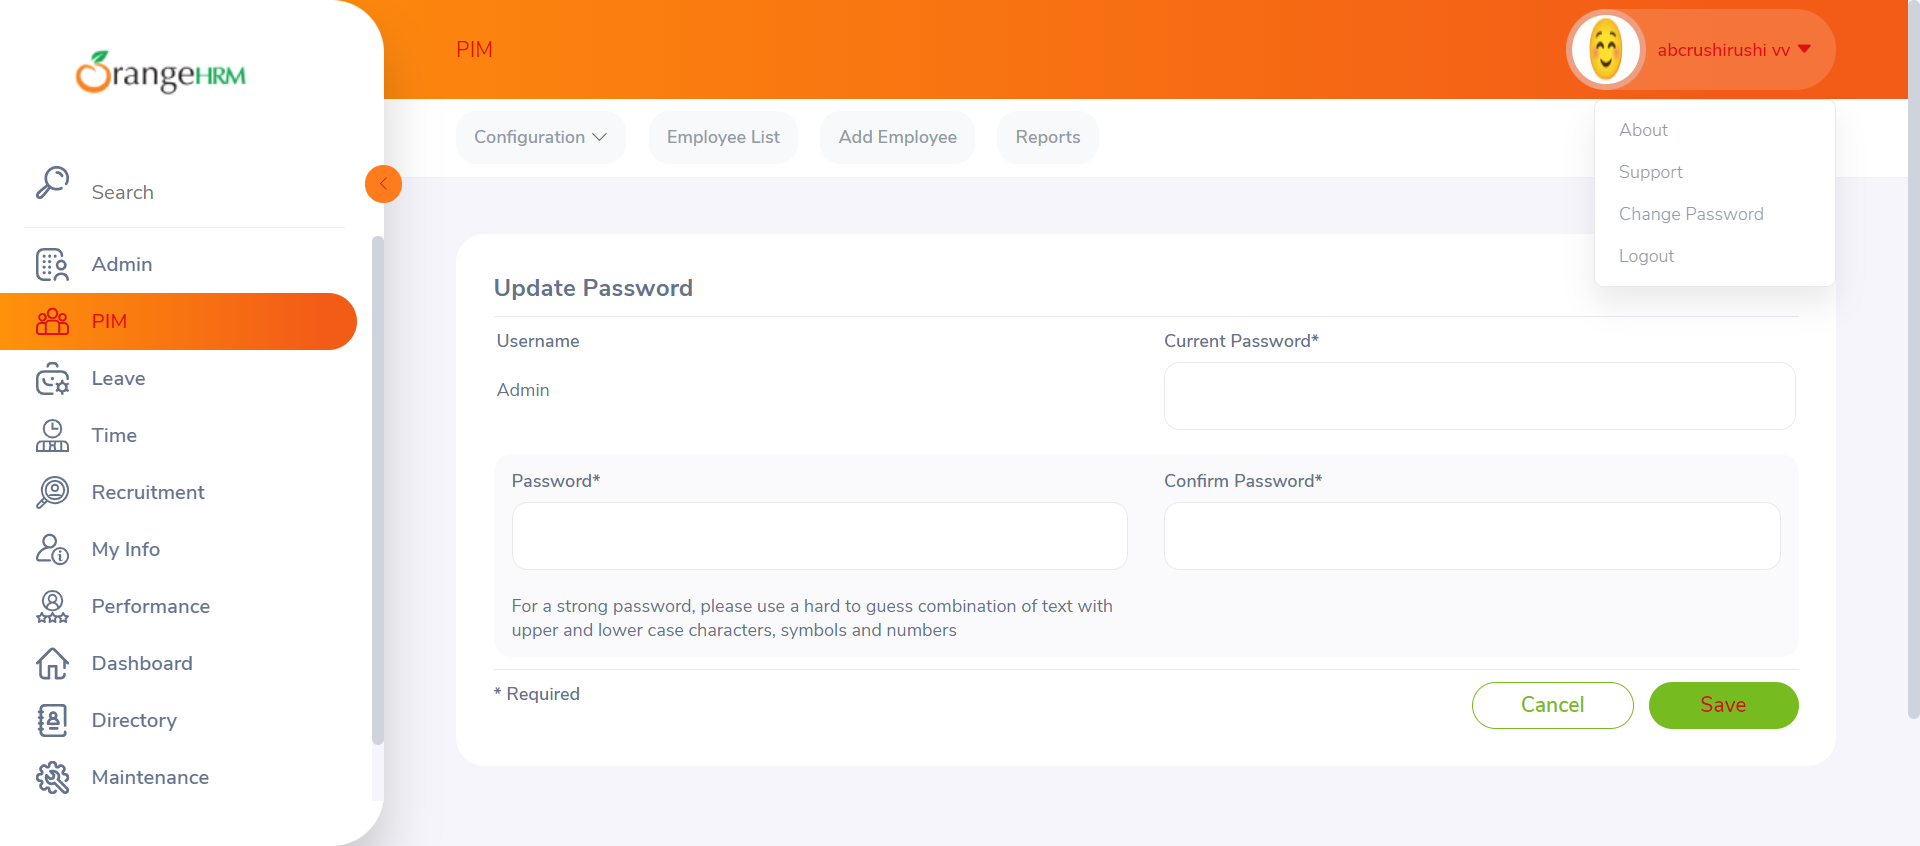 OrangeHRM
Search
Admin
PIM
Leave
Time
Recruitment
My Info
Performance
Dashboard
Directory
Maintenance
PIM
abcrushirushi vv
Configuration
Employee List
Add Employee
Reports
About
Support
Change Password
Logout
Update Password
Username
Admin
Current Password*
Password*
Confirm Password*
For a strong password, please use a hard to guess combination of text with
upper and lower case characters, symbols and numbers
* Required
Cancel
Save